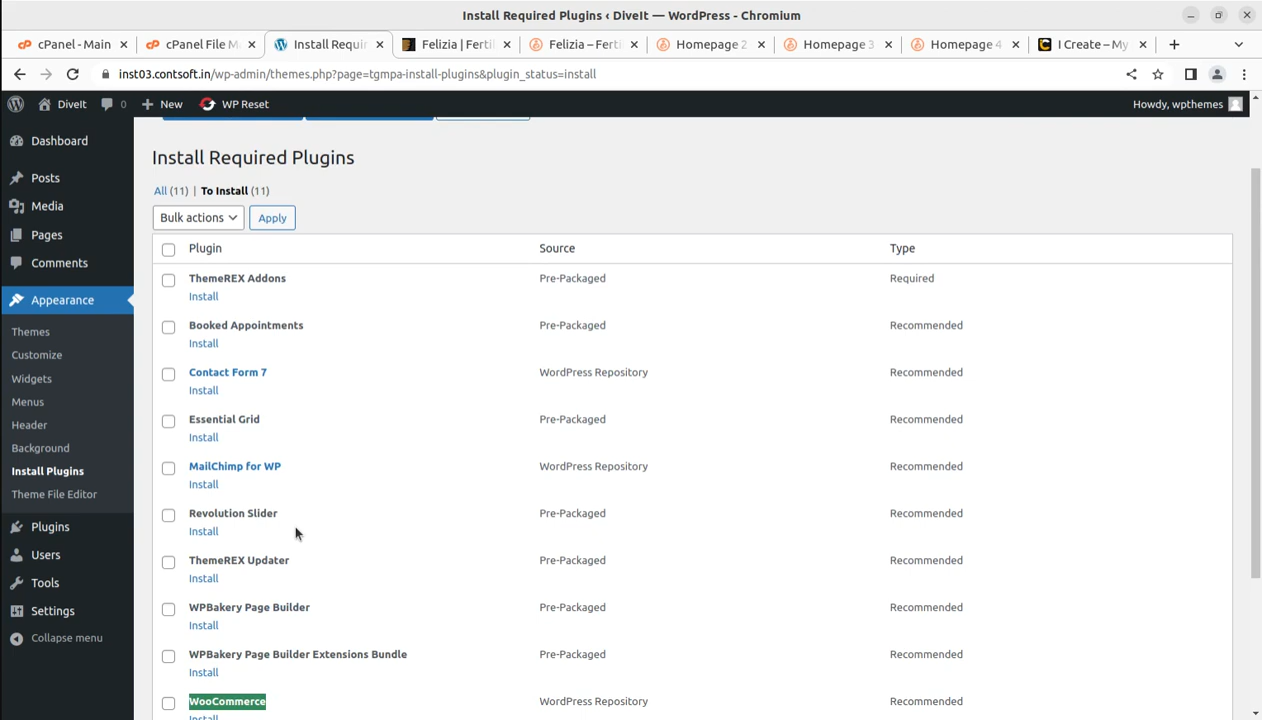 Install Required Plugins ‹ DiveIt — WordPress - Chromium
cPanel - Main
cPanel File M
Install Requir
Felizia | Ferti
Felizia – Ferti
Homepage 2
Homepage 3
Homepage 4
I Create – My
inst03.contsoft.in/wp-admin/themes.php?page=tgmpa-install-plugins&plugin_status=install
DiveIt
0
New
WP Reset
Howdy, wpthemes
Dashboard
Posts
Media
Pages
Comments
Appearance
Themes
Customize
Widgets
Menus
Header
Background
Install Plugins
Theme File Editor
Plugins
Users
Tools
Settings
Collapse menu
Install Required Plugins
All (11) | To Install (11)
Bulk actions
Apply
Plugin Source Type
ThemeREX Addons Pre-Packaged Required
Install
Booked Appointments Pre-Packaged Recommended
Install
Contact Form 7 WordPress Repository Recommended
Install
Essential Grid Pre-Packaged Recommended
Install
MailChimp for WP WordPress Repository Recommended
Install
Revolution Slider Pre-Packaged Recommended
Install
ThemeREX Updater Pre-Packaged Recommended
Install
WPBakery Page Builder Pre-Packaged Recommended
Install
WPBakery Page Builder Extensions Bundle Pre-Packaged Recommended
Install
WooCommerce WordPress Repository Recommended
Install